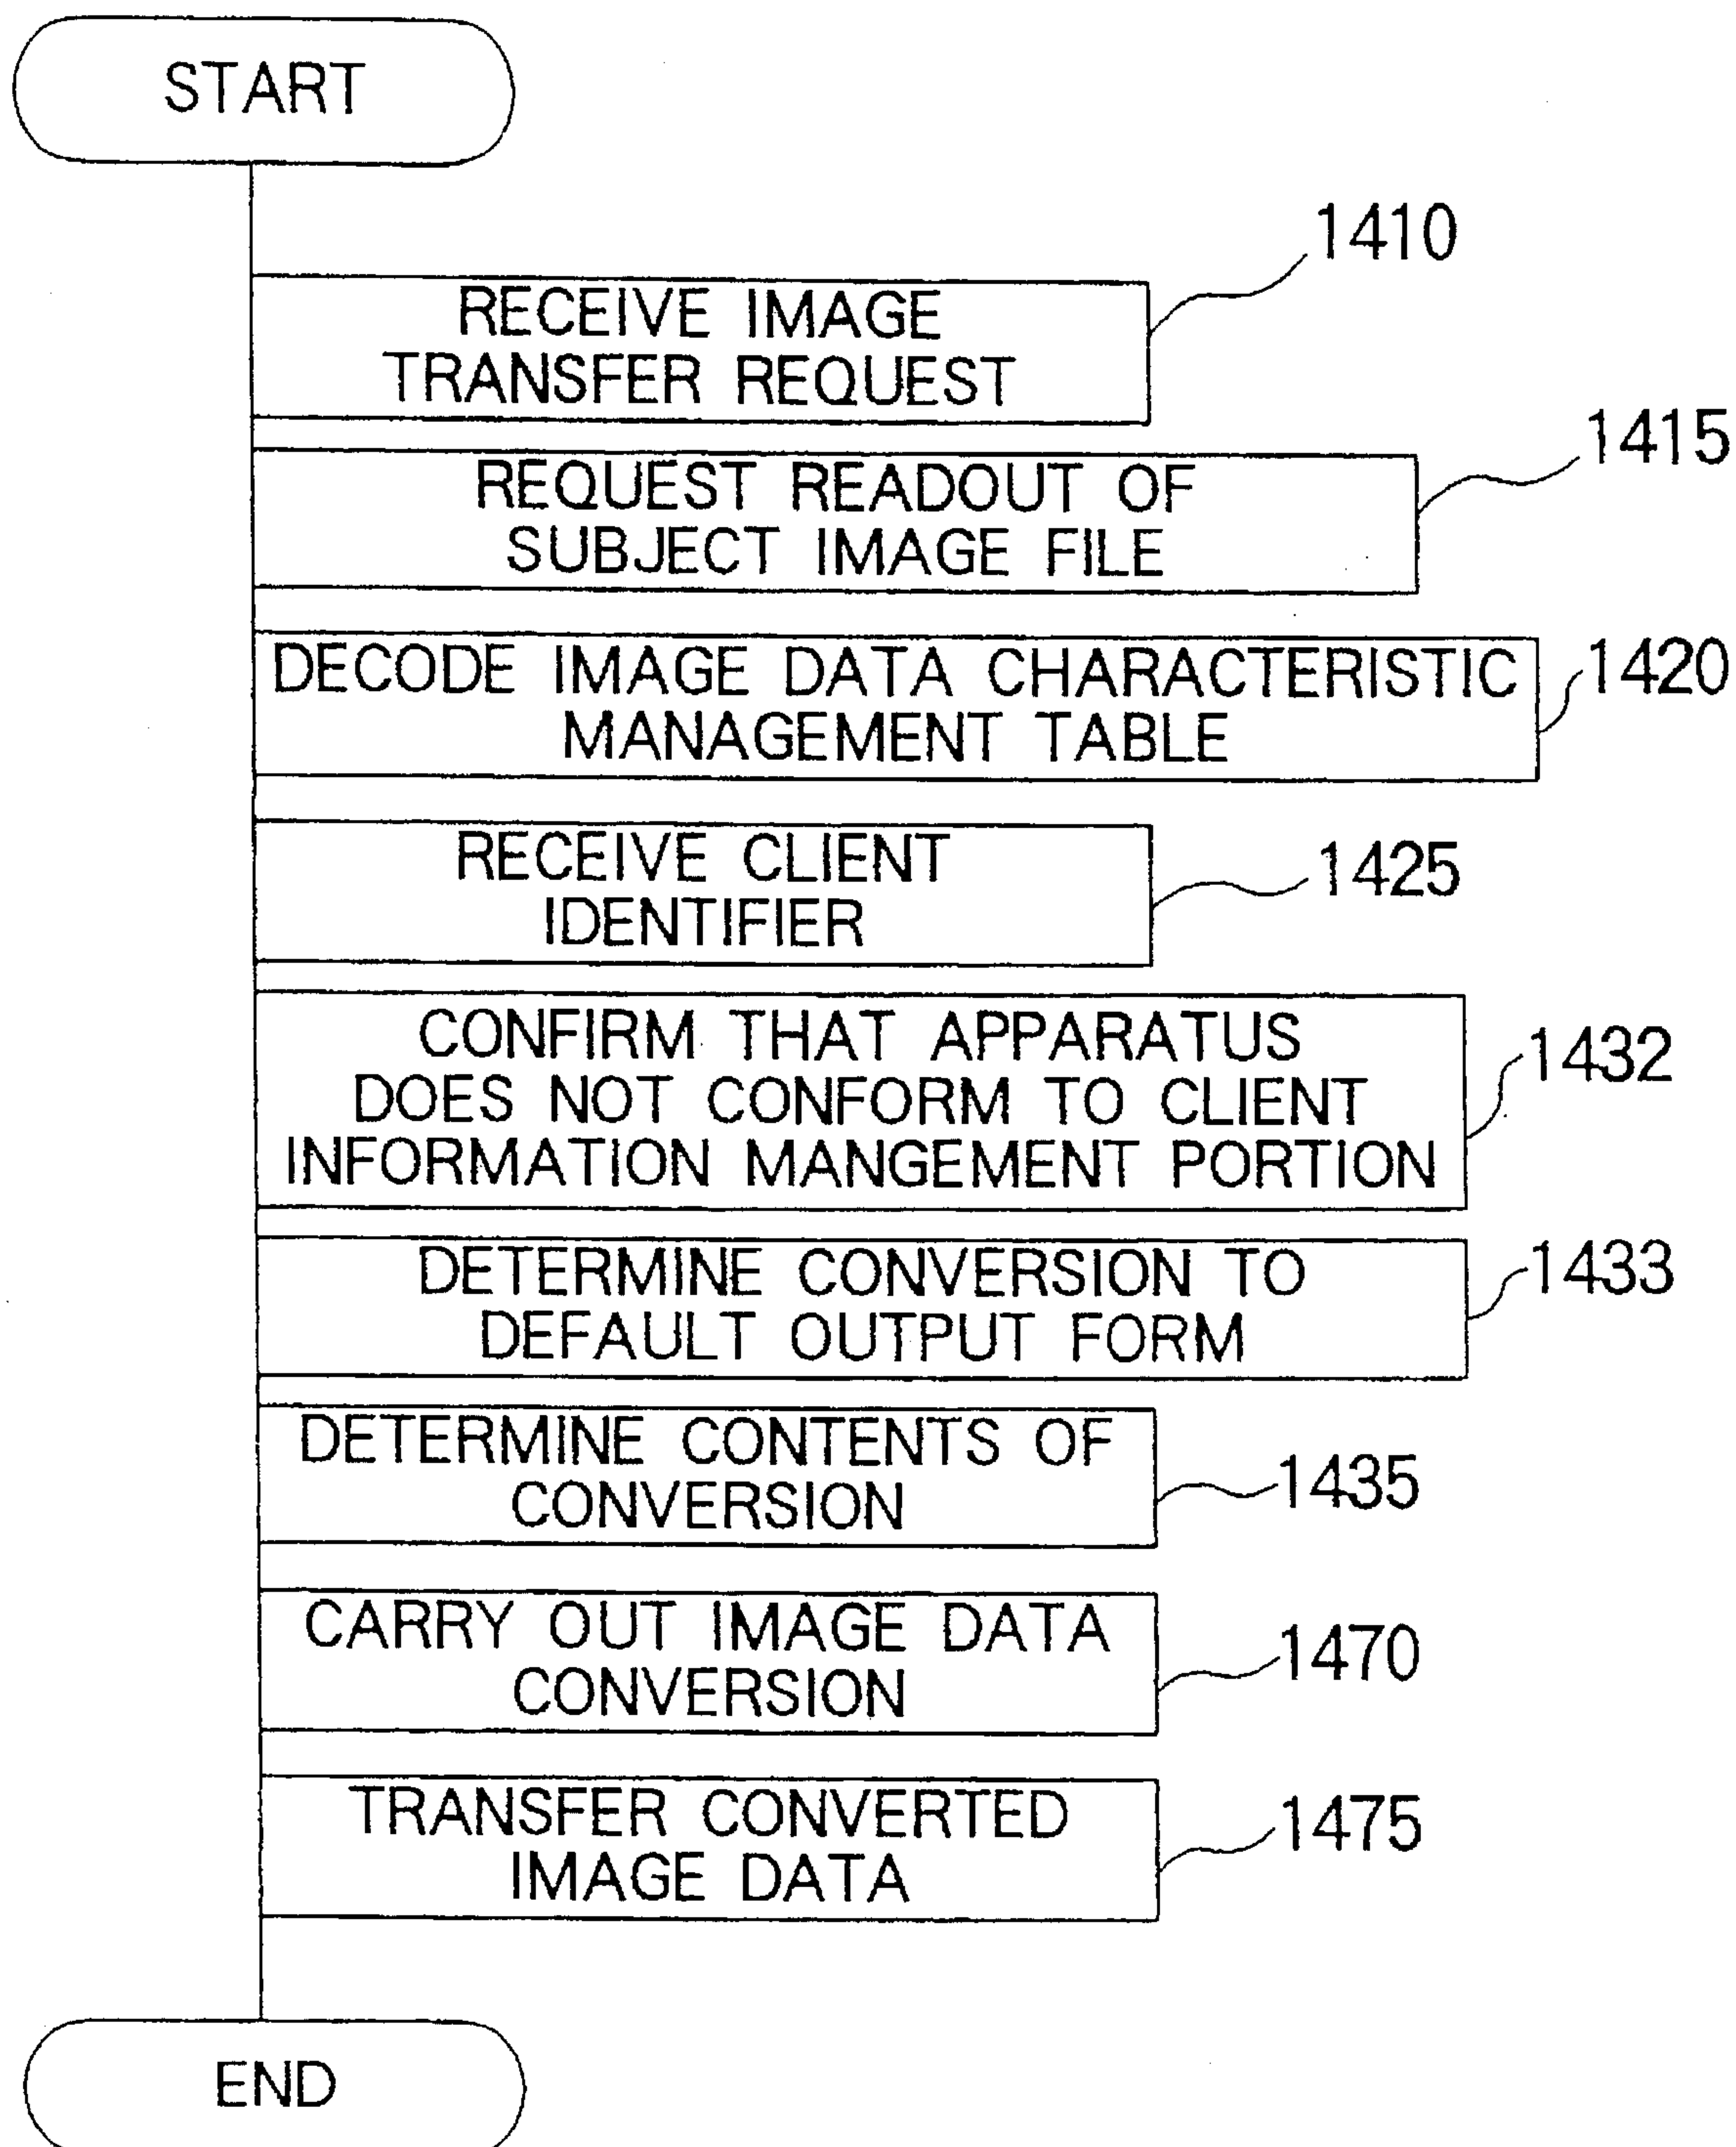 START
1410
RECEIVE IMAGE
TRANSFER REQUEST
1415
REQUEST READOUT OF
SUBJECT IMAGE FILE
1420
DECODE IMAGE DATA CHARACTERISTIC
MANAGEMENT TABLE
1425
RECEIVE CLIENT
IDENTIFIER
1432
CONFIRM THAT APPARATUS
DOES NOT CONFORM TO CLIENT
INFORMATION MANGEMENT PORTION
1433
DETERMINE CONVERSION TO
DEFAULT OUTPUT FORM
1435
DETERMINE CONTENTS OF
CONVERSION
1470
CARRY OUT IMAGE DATA
CONVERSION
1475
TRANSFER CONVERTED
IMAGE DATA
END